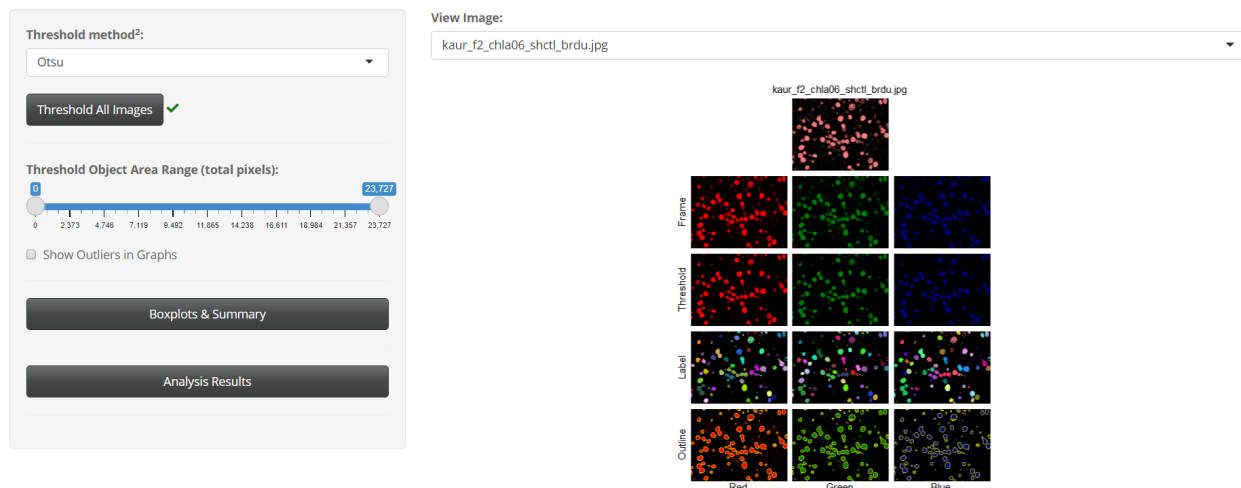 Threshold method²:
Otsu
Threshold All Images
Threshold Object Area Range (total pixels):
0 23,727
0 2,373 4,746 7,119 9,492 11,865 14,238 16,611 18,984 21,357 23,727
Show Outliers in Graphs
Boxplots & Summary
Analysis Results
View Image:
kaur_f2_chla06_shctl_brdu.jpg
kaur_f2_chla06_shctl_brdu.jpg
Frame
Threshold
Label
Outline
Red Green Blue